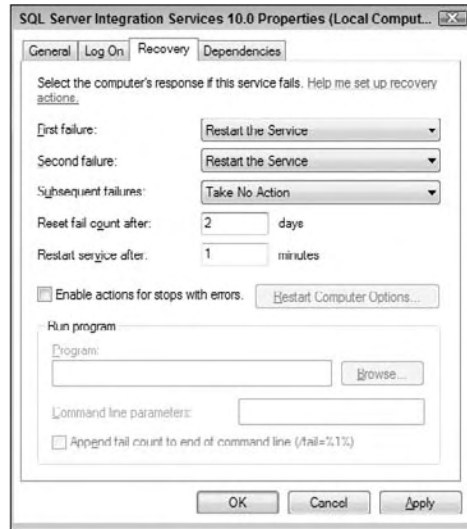 SQL Server Integration Services 10.0 Properties (Local Comput...
General Log On Recovery Dependencies
Select the computer's response if this service fails. Help me set up recovery
actions.
First failure: Restart the Service
Second failure: Restart the Service
Subsequent failures: Take No Action
Reset fail count after: 2 days
Restart service after: 1 minutes
Enable actions for stops with errors. Restart Computer Options...
Run program
Program:
Browse...
Command line parameters:
Append fail count to end of command line (/fail=%1%)
OK Cancel Apply